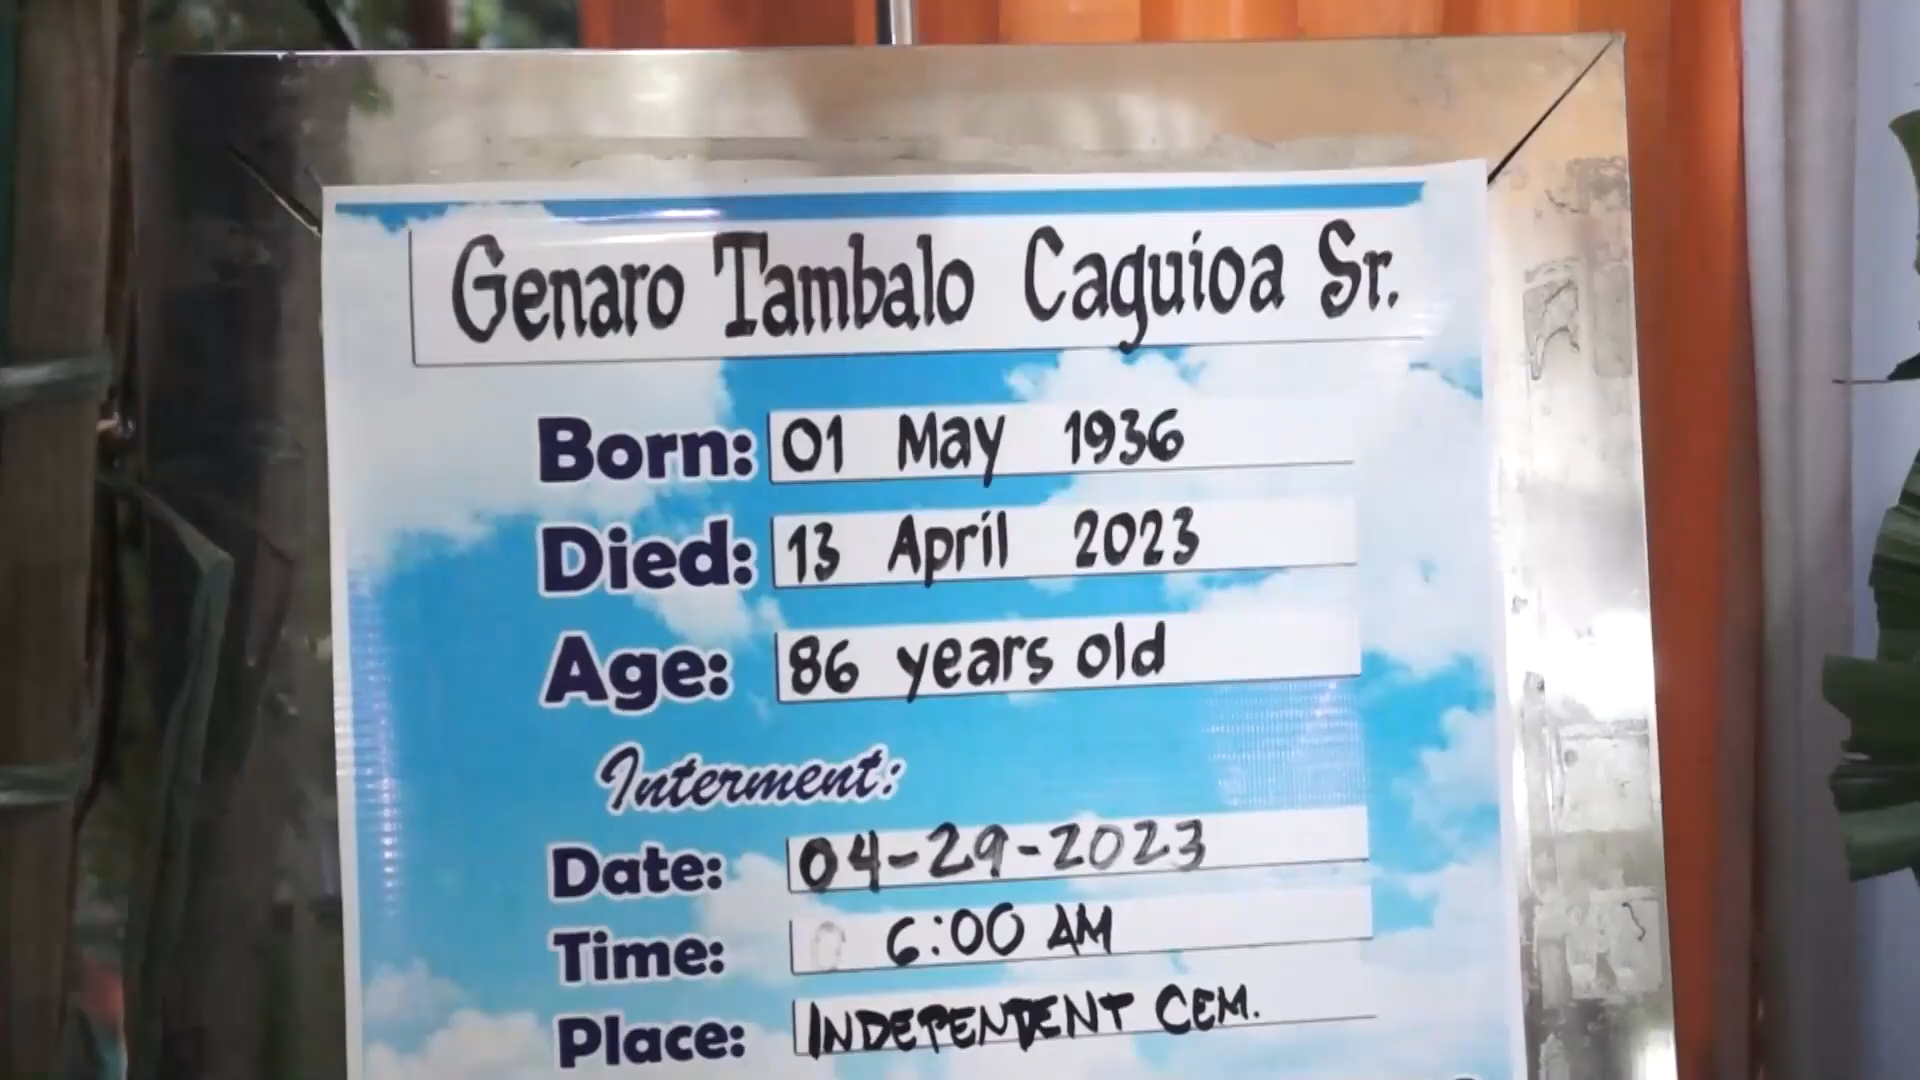 Genaro Tambalo Caguioa Sr.
Born: 01 May 1936
Died: 13 April 2023
Age: 86 years old
Interment:
Date: 04-29-2023
Time: 6:00 AM
Place: INDEPENDENT CEM.